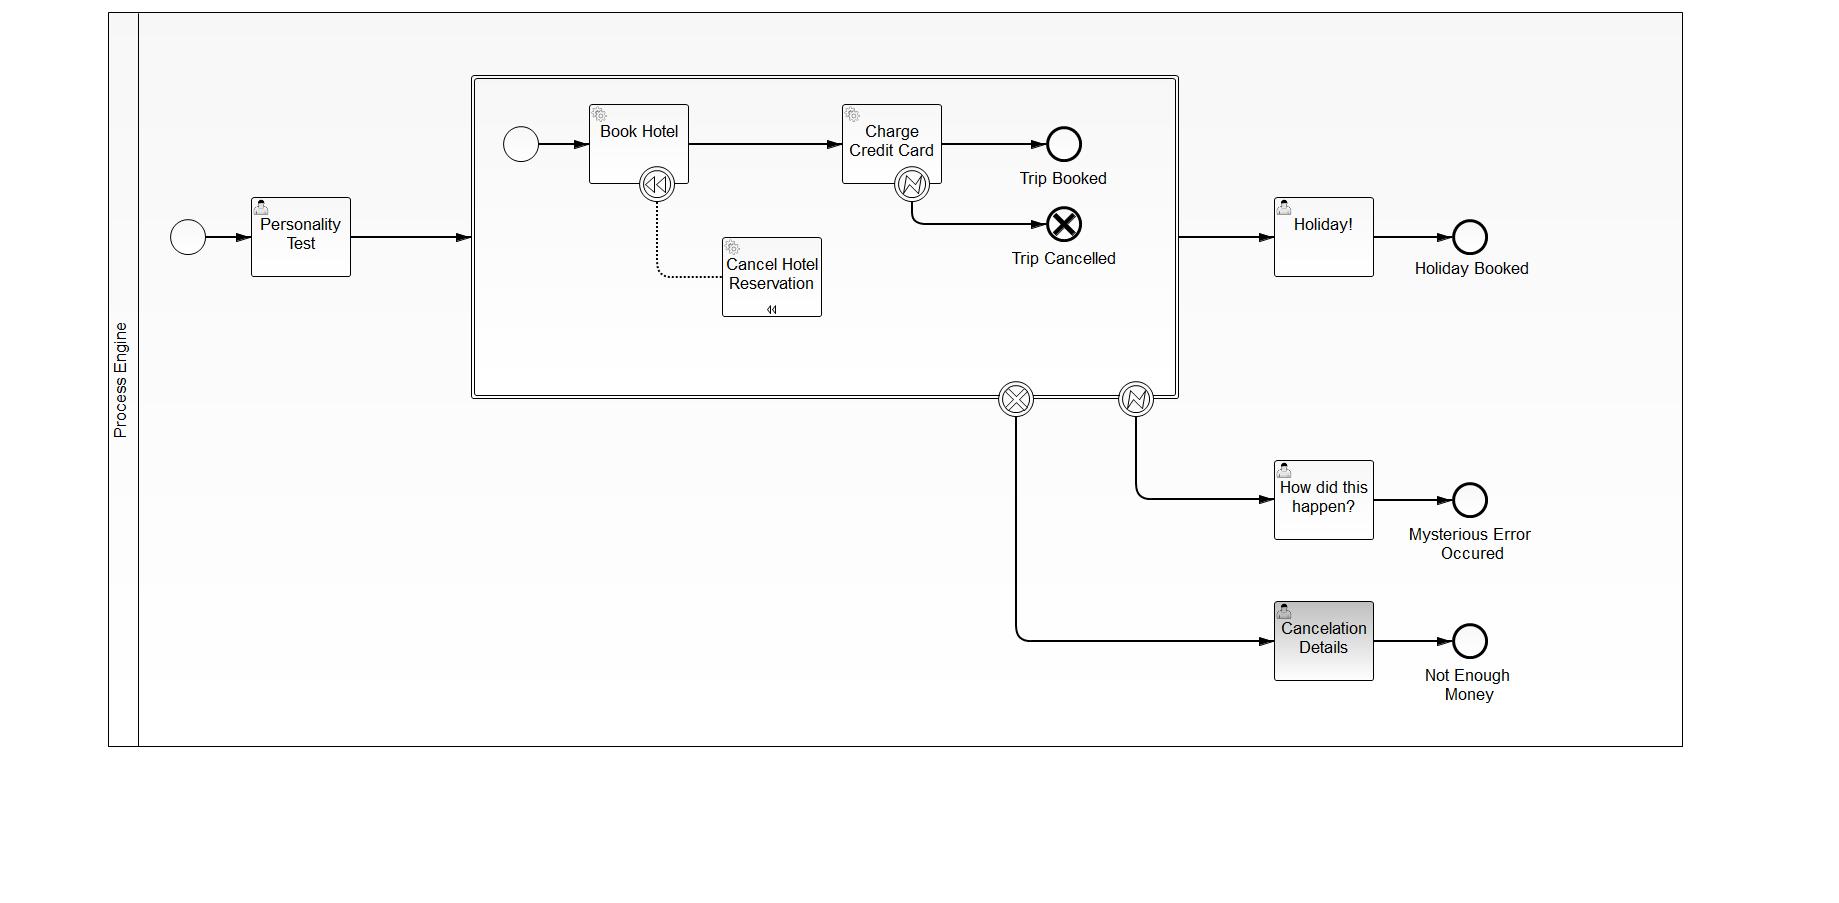 Process Engine
Personality
Test
Book Hotel
Charge
Credit Card
Trip Booked
Trip Cancelled
Cancel Hotel
Reservation
Holiday!
Holiday Booked
How did this
happen?
Mysterious Error
Occured
Cancelation
Details
Not Enough
Money